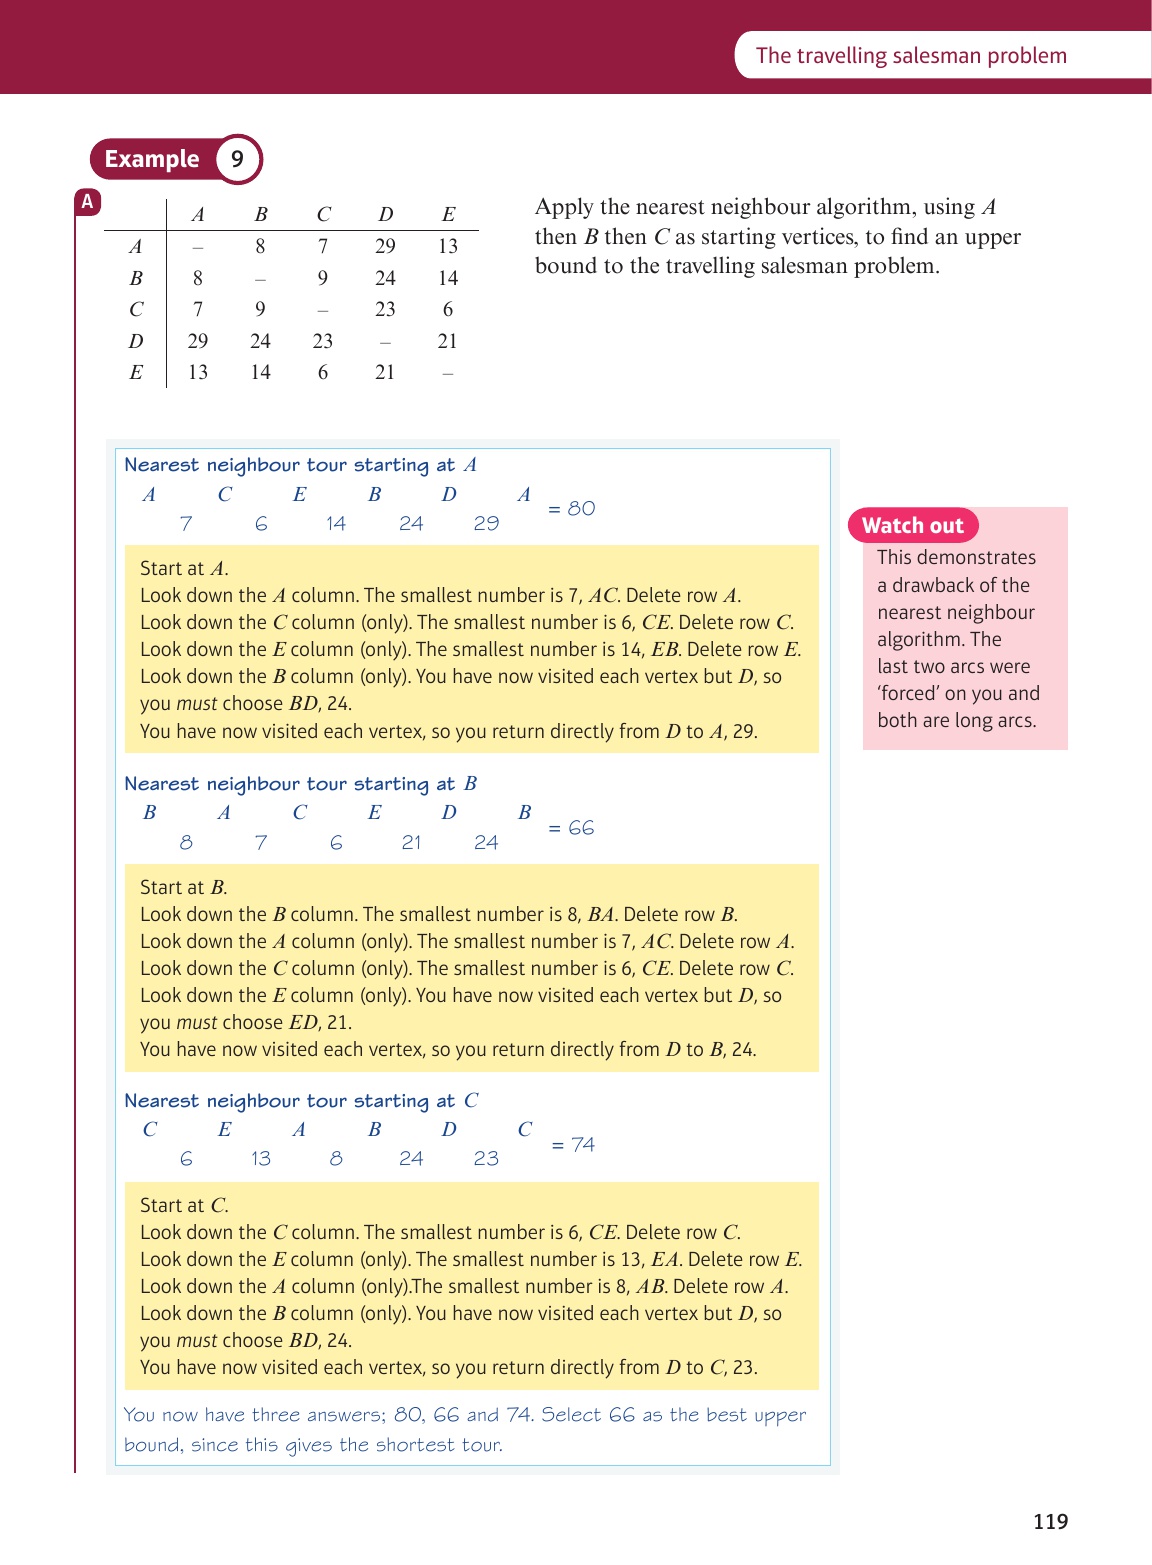 The travelling salesman problem
Example 9
A
A B C D E
A – 8 7 29 13
B 8 – 9 24 14
C 7 9 – 23 6
D 29 24 23 – 21
E 13 14 6 21 –
Apply the nearest neighbour algorithm, using A
then B then C as starting vertices, to find an upper
bound to the travelling salesman problem.
Nearest neighbour tour starting at A
A C E B D A
7 6 14 24 29 = 80
Start at A.
Look down the A column. The smallest number is 7, AC. Delete row A.
Look down the C column (only). The smallest number is 6, CE. Delete row C.
Look down the E column (only). The smallest number is 14, EB. Delete row E.
Look down the B column (only). You have now visited each vertex but D, so
you must choose BD, 24.
You have now visited each vertex, so you return directly from D to A, 29.
Watch out
This demonstrates
a drawback of the
nearest neighbour
algorithm. The
last two arcs were
‘forced’ on you and
both are long arcs.
Nearest neighbour tour starting at B
B A C E D B
8 7 6 21 24 = 66
Start at B.
Look down the B column. The smallest number is 8, BA. Delete row B.
Look down the A column (only). The smallest number is 7, AC. Delete row A.
Look down the C column (only). The smallest number is 6, CE. Delete row C.
Look down the E column (only). You have now visited each vertex but D, so
you must choose ED, 21.
You have now visited each vertex, so you return directly from D to B, 24.
Nearest neighbour tour starting at C
C E A B D C
6 13 8 24 23 = 74
Start at C.
Look down the C column. The smallest number is 6, CE. Delete row C.
Look down the E column (only). The smallest number is 13, EA. Delete row E.
Look down the A column (only).The smallest number is 8, AB. Delete row A.
Look down the B column (only). You have now visited each vertex but D, so
you must choose BD, 24.
You have now visited each vertex, so you return directly from D to C, 23.
You now have three answers; 80, 66 and 74. Select 66 as the best upper
bound, since this gives the shortest tour.
119